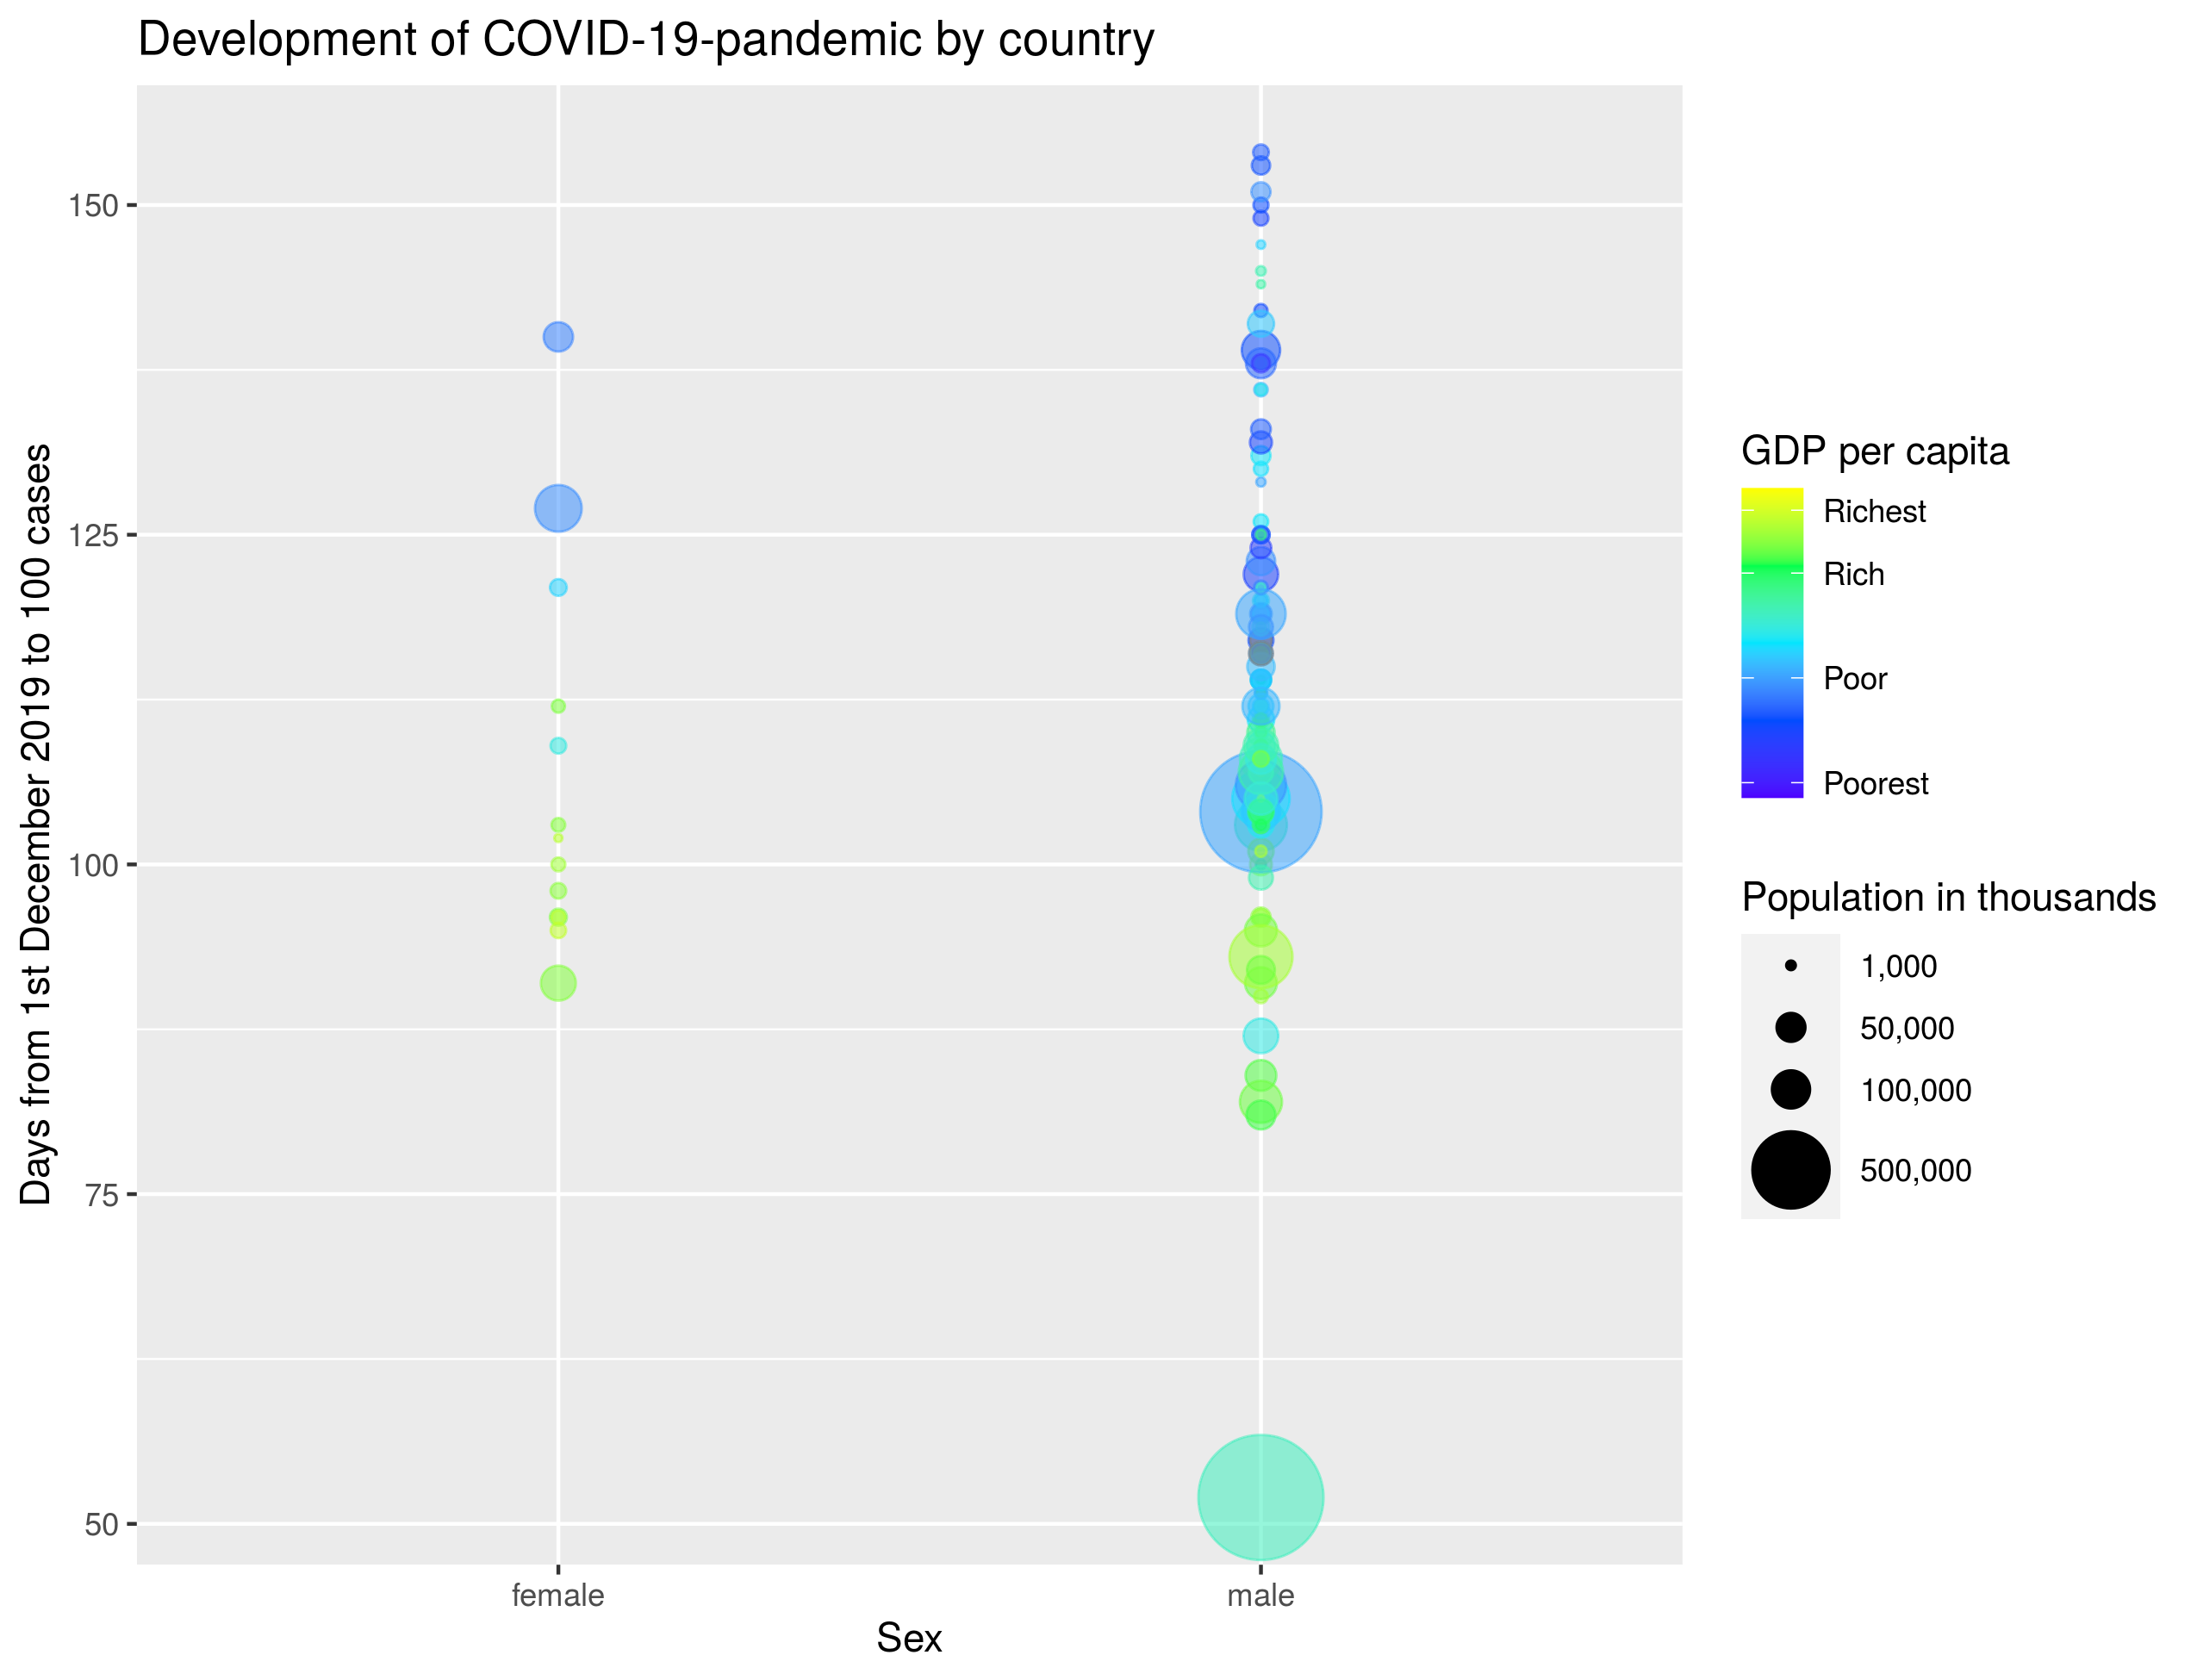 Development of COVID-19-pandemic by country
Days from 1st December 2019 to 100 cases
150
125
100
75
50
female
male
Sex
GDP per capita
Richest
Rich
Poor
Poorest
Population in thousands
1,000
50,000
100,000
500,000